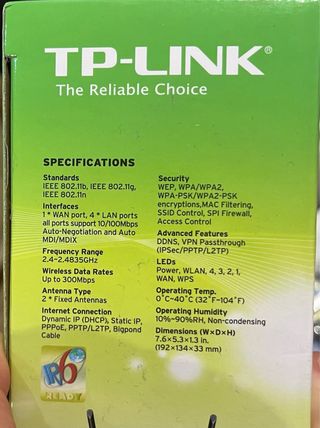 TP-LINK®
The Reliable Choice
SPECIFICATIONS
Standards
IEEE 802.11b, IEEE 802.11g,
IEEE 802.11n
Interfaces
1 * WAN port, 4 * LAN ports
all ports support 10/100Mbps
Auto-Negotiation and Auto
MDI/MDIX
Frequency Range
2.4-2.4835GHz
Wireless Data Rates
Up to 300Mbps
Antenna Type
2 * Fixed Antennas
Internet Connection
Dynamic IP (DHCP), Static IP,
PPPoE, PPTP/L2TP, Bigpond
Cable
Security
WEP, WPA/WPA2,
WPA-PSK/WPA2-PSK
encryptions,MAC Filtering,
SSID Control, SPI Firewall,
Access Control
Advanced Features
DDNS, VPN Passthrough
(IPSec/PPTP/L2TP)
LEDs
Power, WLAN, 4, 3, 2, 1,
WAN, WPS
Operating Temp.
0°C~40°C (32°F~104°F)
Operating Humidity
10%~90%RH, Non-condensing
Dimensions (W×D×H)
7.6×5.3×1.3 in.
(192×134×33 mm)
IPv6
READY